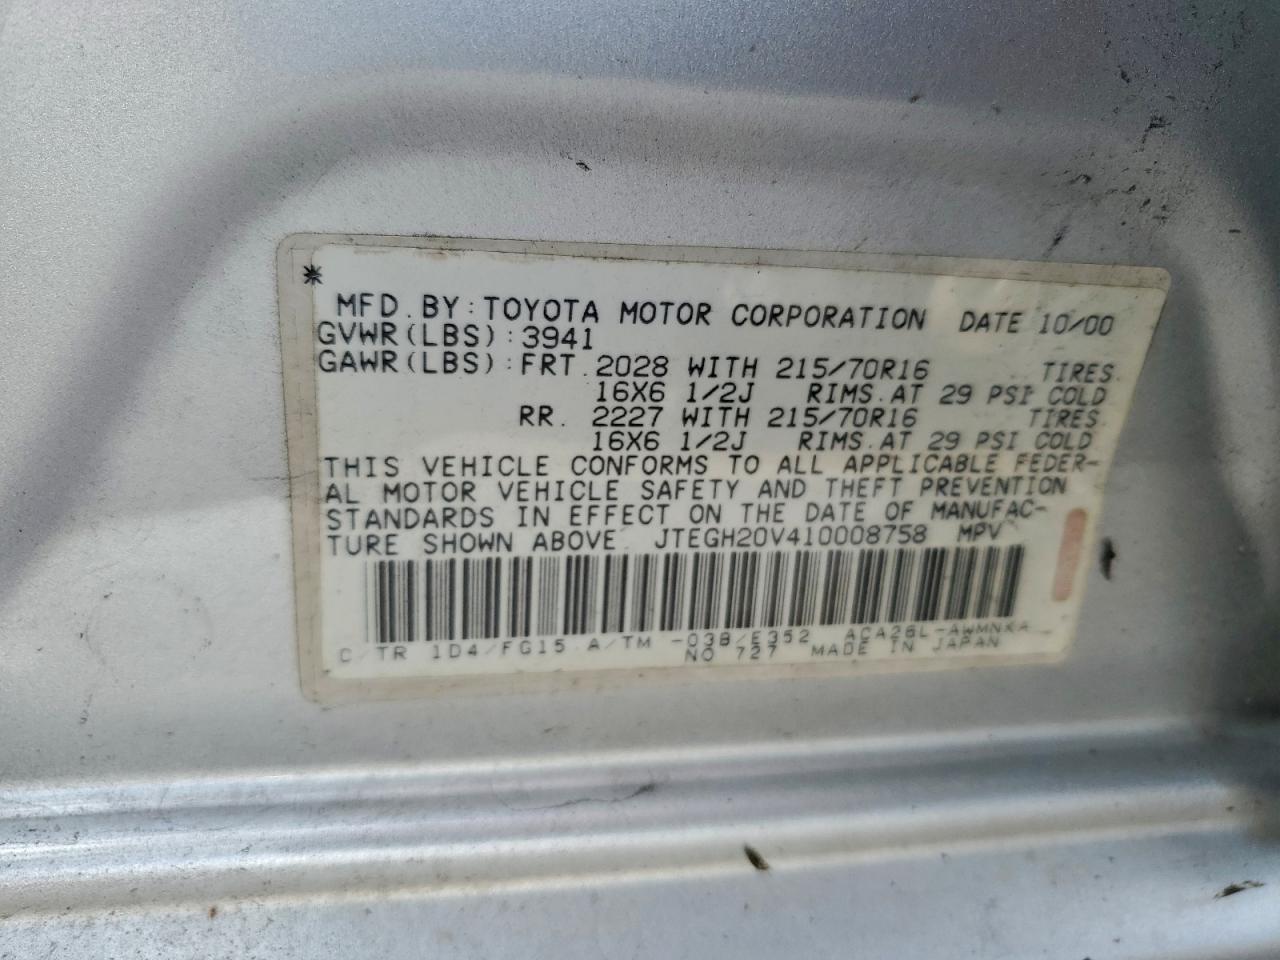 *
MFD. BY: TOYOTA MOTOR CORPORATION DATE 10/00
GVWR(LBS): 3941
GAWR(LBS): FRT. 2028 WITH 215/70R16 TIRES.
16X6 1/2J RIMS. AT 29 PSI COLD
RR. 2227 WITH 215/70R16 TIRES.
16X6 1/2J RIMS. AT 29 PSI COLD
THIS VEHICLE CONFORMS TO ALL APPLICABLE FEDER-
AL MOTOR VEHICLE SAFETY AND THEFT PREVENTION
STANDARDS IN EFFECT ON THE DATE OF MANUFAC-
TURE SHOWN ABOVE. JTEGH20V410008758 MPV
C/TR 1D4/FG15 A/TM -03B/E352 ACA26L-AWMNKA
NO 727 MADE IN JAPAN